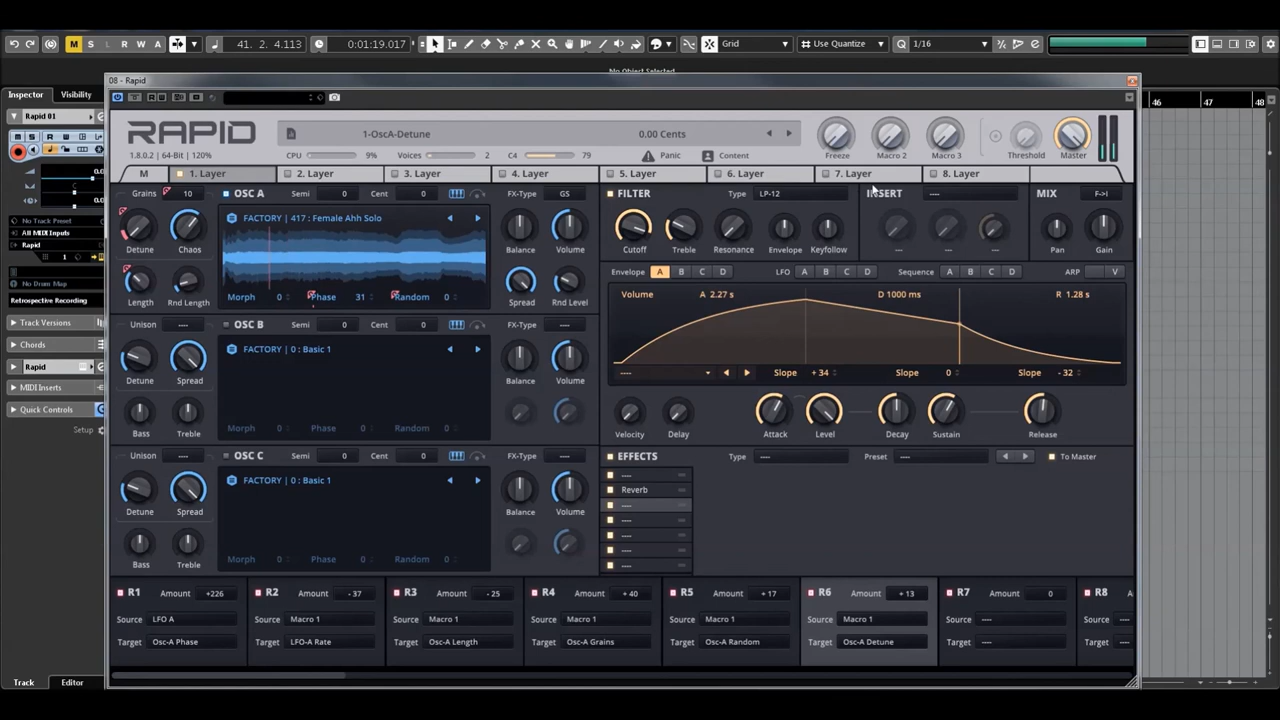 M S L R W A 41. 2. 4.113 0:01:19.017 Grid Use Quantize Q 1/16
No Object Selected
08 - Rapid
Inspector Visibility
46 47 48
Rapid 01
RAPID 1-OscA-Detune 0.00 Cents
1.8.0.2 | 64-Bit | 120% CPU 9% Voices 2 C4 79 Panic Content Freeze Macro 2 Macro 3 Threshold Master
M 1. Layer 2. Layer 3. Layer 4. Layer 5. Layer 6. Layer 7. Layer 8. Layer
Grains 10 OSC A Semi 0 Cent 0 FX-Type GS FILTER Type LP-12 INSERT ---- MIX F->I
FACTORY | 417 : Female Ahh Solo
No Track Preset
All MIDI Inputs
Rapid
1
No Drum Map
Retrospective Recording
Track Versions
Chords
Rapid
MIDI Inserts
Quick Controls
Setup
Detune Chaos Balance Volume Cutoff Treble Resonance Envelope Keyfollow --- --- --- Pan Gain
Envelope A B C D LFO A B C D Sequence A B C D ARP V
Length Rnd Length Morph 0 Phase 31 Random 0 Spread Rnd Level
Volume A 2.27 s D 1000 ms R 1.28 s
Unison ---- OSC B Semi 0 Cent 0 FX-Type ----
FACTORY | 0 : Basic 1
Detune Spread Balance Volume
---- Slope + 34 Slope 0 Slope - 32
Bass Treble Morph 0 Phase 0 Random 0
Velocity Delay Attack Level Decay Sustain Release
Unison ---- OSC C Semi 0 Cent 0 FX-Type ----
EFFECTS Type ---- Preset ---- To Master
FACTORY | 0 : Basic 1
----
Reverb
----
----
----
----
----
Detune Spread Balance Volume
Bass Treble Morph 0 Phase 0 Random 0
R1 Amount +226 R2 Amount - 37 R3 Amount - 25 R4 Amount + 40 R5 Amount + 17 R6 Amount + 13 R7 Amount 0 R8 Am
Source LFO A Source Macro 1 Source Macro 1 Source Macro 1 Source Macro 1 Source Macro 1 Source ---- Source
Target Osc-A Phase Target LFO-A Rate Target Osc-A Length Target Osc-A Grains Target Osc-A Random Target Osc-A Detune Target ---- Target
Track Editor